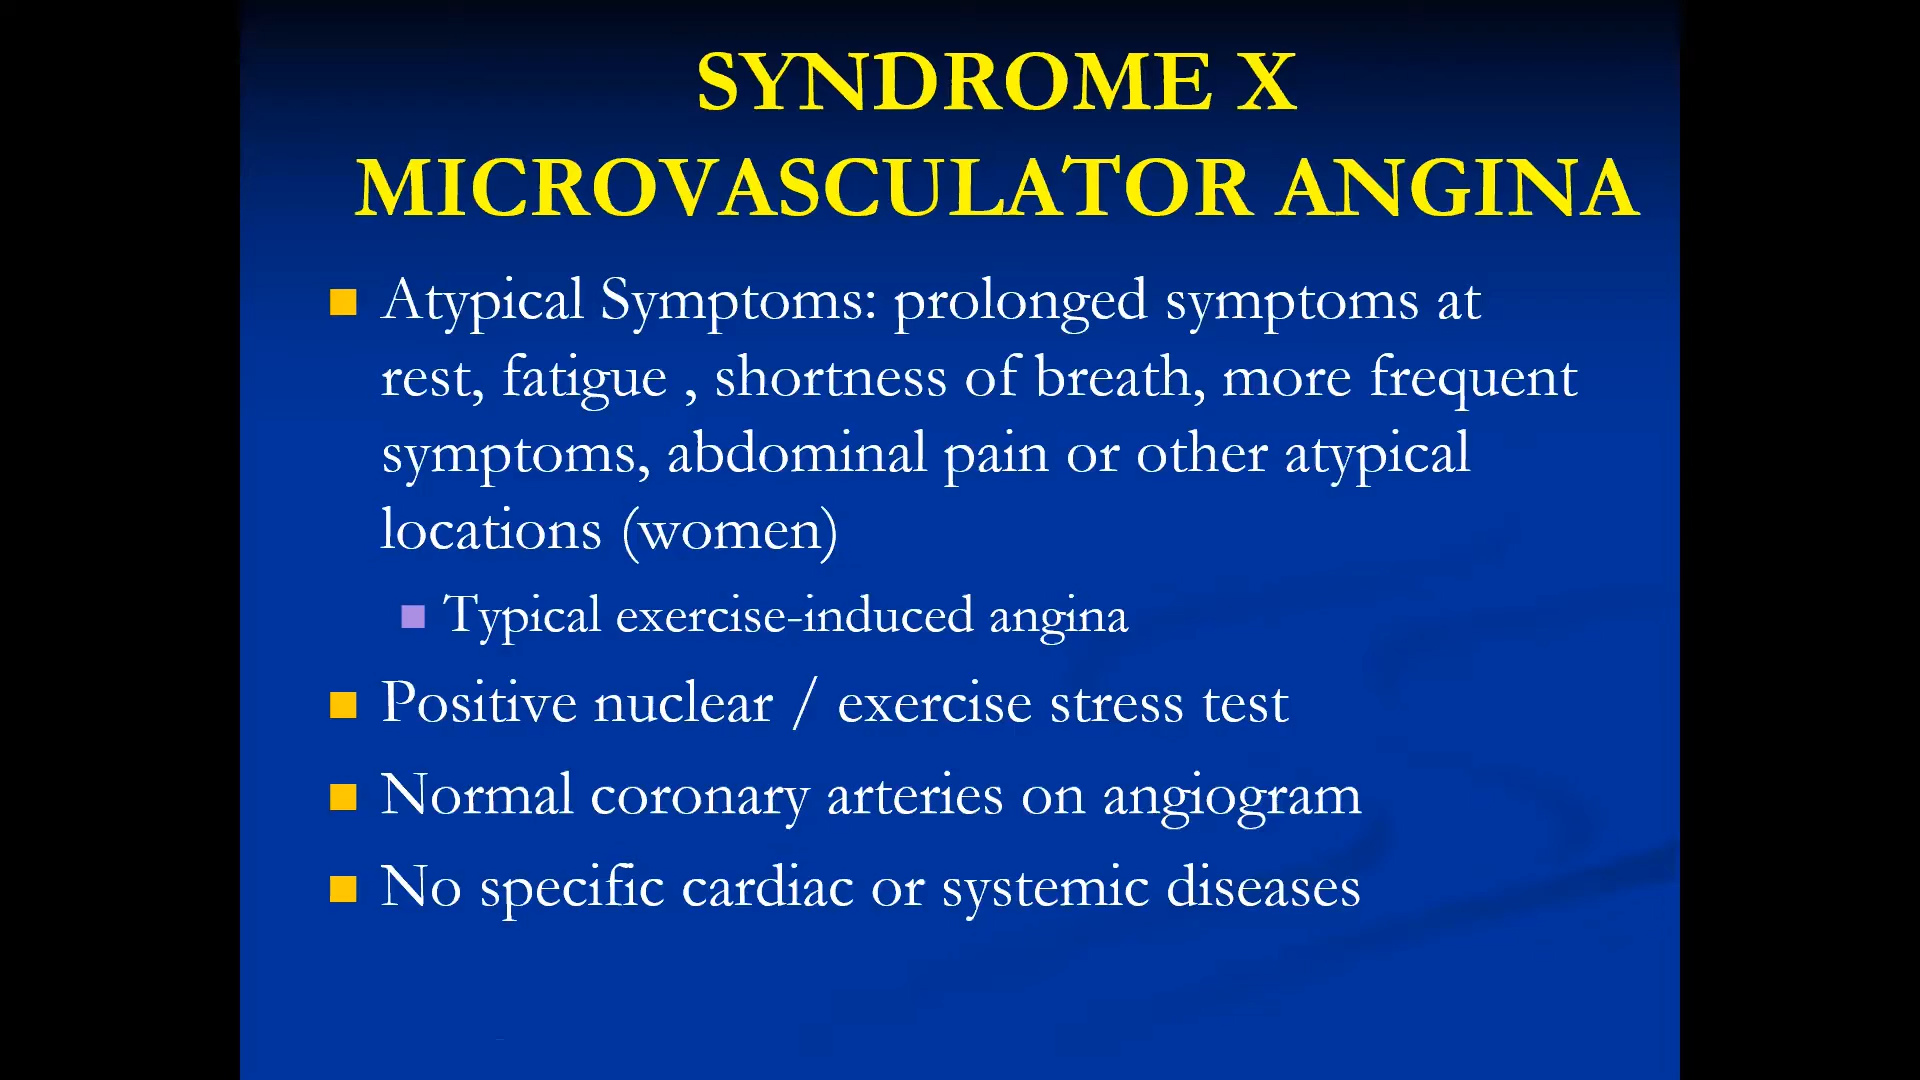 SYNDROME X
MICROVASCULATOR ANGINA
Atypical Symptoms: prolonged symptoms at
rest, fatigue , shortness of breath, more frequent
symptoms, abdominal pain or other atypical
locations (women)
Typical exercise-induced angina
Positive nuclear / exercise stress test
Normal coronary arteries on angiogram
No specific cardiac or systemic diseases